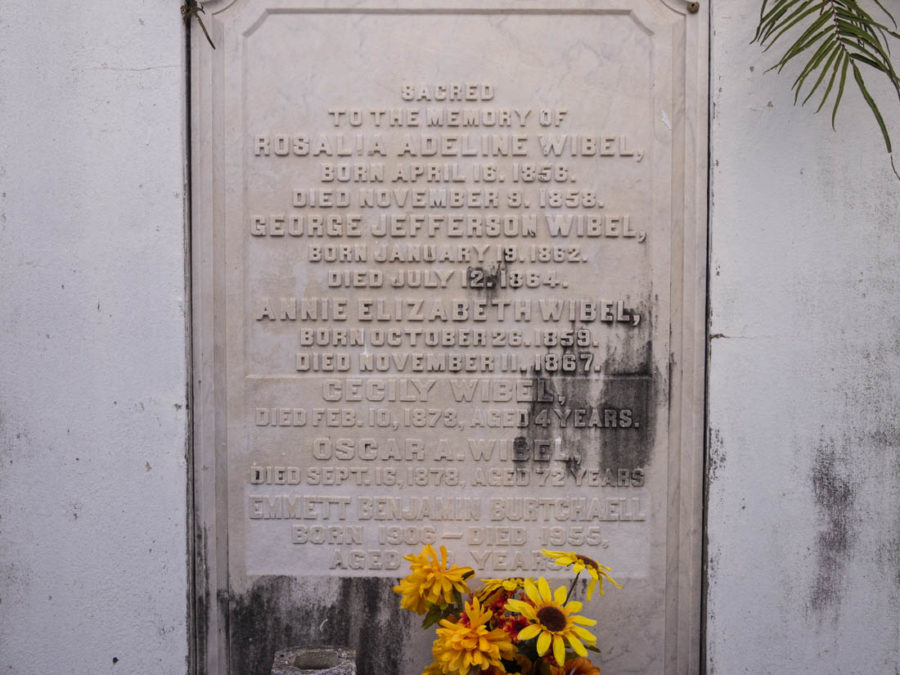 SACRED
TO THE MEMORY OF
ROSALIA ADELINE WIBEL,
BORN APRIL 16. 1856.
DIED NOVEMBER 9. 1858.
GEORGE JEFFERSON WIBEL,
BORN JANUARY 19. 1862.
DIED JULY 12. 1864.
ANNIE ELIZABETH WIBEL,
BORN OCTOBER 26. 1859.
DIED NOVEMBER 11. 1867.
CECILY WIBEL,
DIED FEB. 10, 1873, AGED 4 YEARS.
OSCAR A. WIBEL,
DIED SEPT. 16, 1878, AGED 72 YEARS
EMMETT BENJAMIN BURTCHAELL
BORN 1906 — DIED 1955,
AGED YEARS.